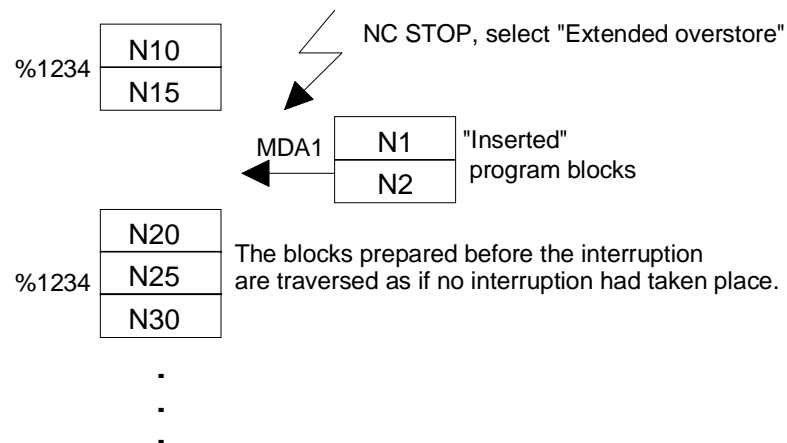 NC STOP, select "Extended overstore"
%1234
N10
N15
MDA1
N1
N2
"Inserted"
program blocks
%1234
N20
N25
N30
The blocks prepared before the interruption
are traversed as if no interruption had taken place.
.
.
.